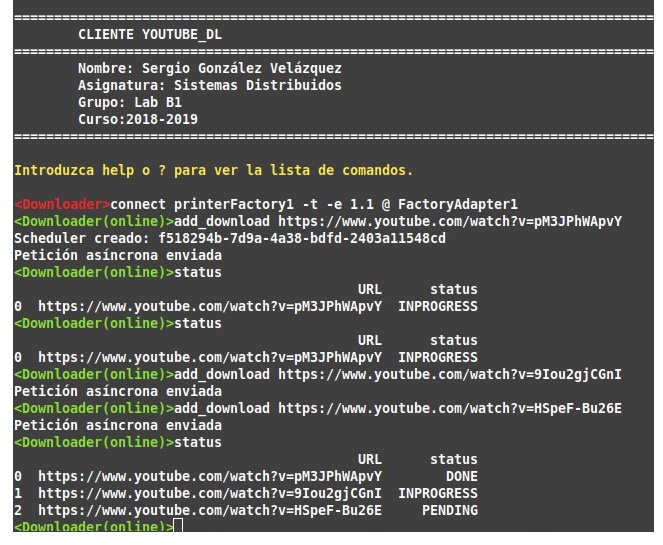 ================================================================================
CLIENTE YOUTUBE_DL
================================================================================
Nombre: Sergio González Velázquez
Asignatura: Sistemas Distribuidos
Grupo: Lab B1
Curso:2018-2019
================================================================================
Introduzca help o ? para ver la lista de comandos.
<Downloader>connect printerFactory1 -t -e 1.1 @ FactoryAdapter1
<Downloader(online)>add_download https://www.youtube.com/watch?v=pM3JPhWApvY
Scheduler creado: f518294b-7d9a-4a38-bdfd-2403a11548cd
Petición asíncrona enviada
<Downloader(online)>status
URL status
0 https://www.youtube.com/watch?v=pM3JPhWApvY INPROGRESS
<Downloader(online)>status
URL status
0 https://www.youtube.com/watch?v=pM3JPhWApvY INPROGRESS
<Downloader(online)>add_download https://www.youtube.com/watch?v=9Iou2gjCGnI
Petición asíncrona enviada
<Downloader(online)>add_download https://www.youtube.com/watch?v=HSpeF-Bu26E
Petición asíncrona enviada
<Downloader(online)>status
URL status
0 https://www.youtube.com/watch?v=pM3JPhWApvY DONE
1 https://www.youtube.com/watch?v=9Iou2gjCGnI INPROGRESS
2 https://www.youtube.com/watch?v=HSpeF-Bu26E PENDING
<Downloader(online)>